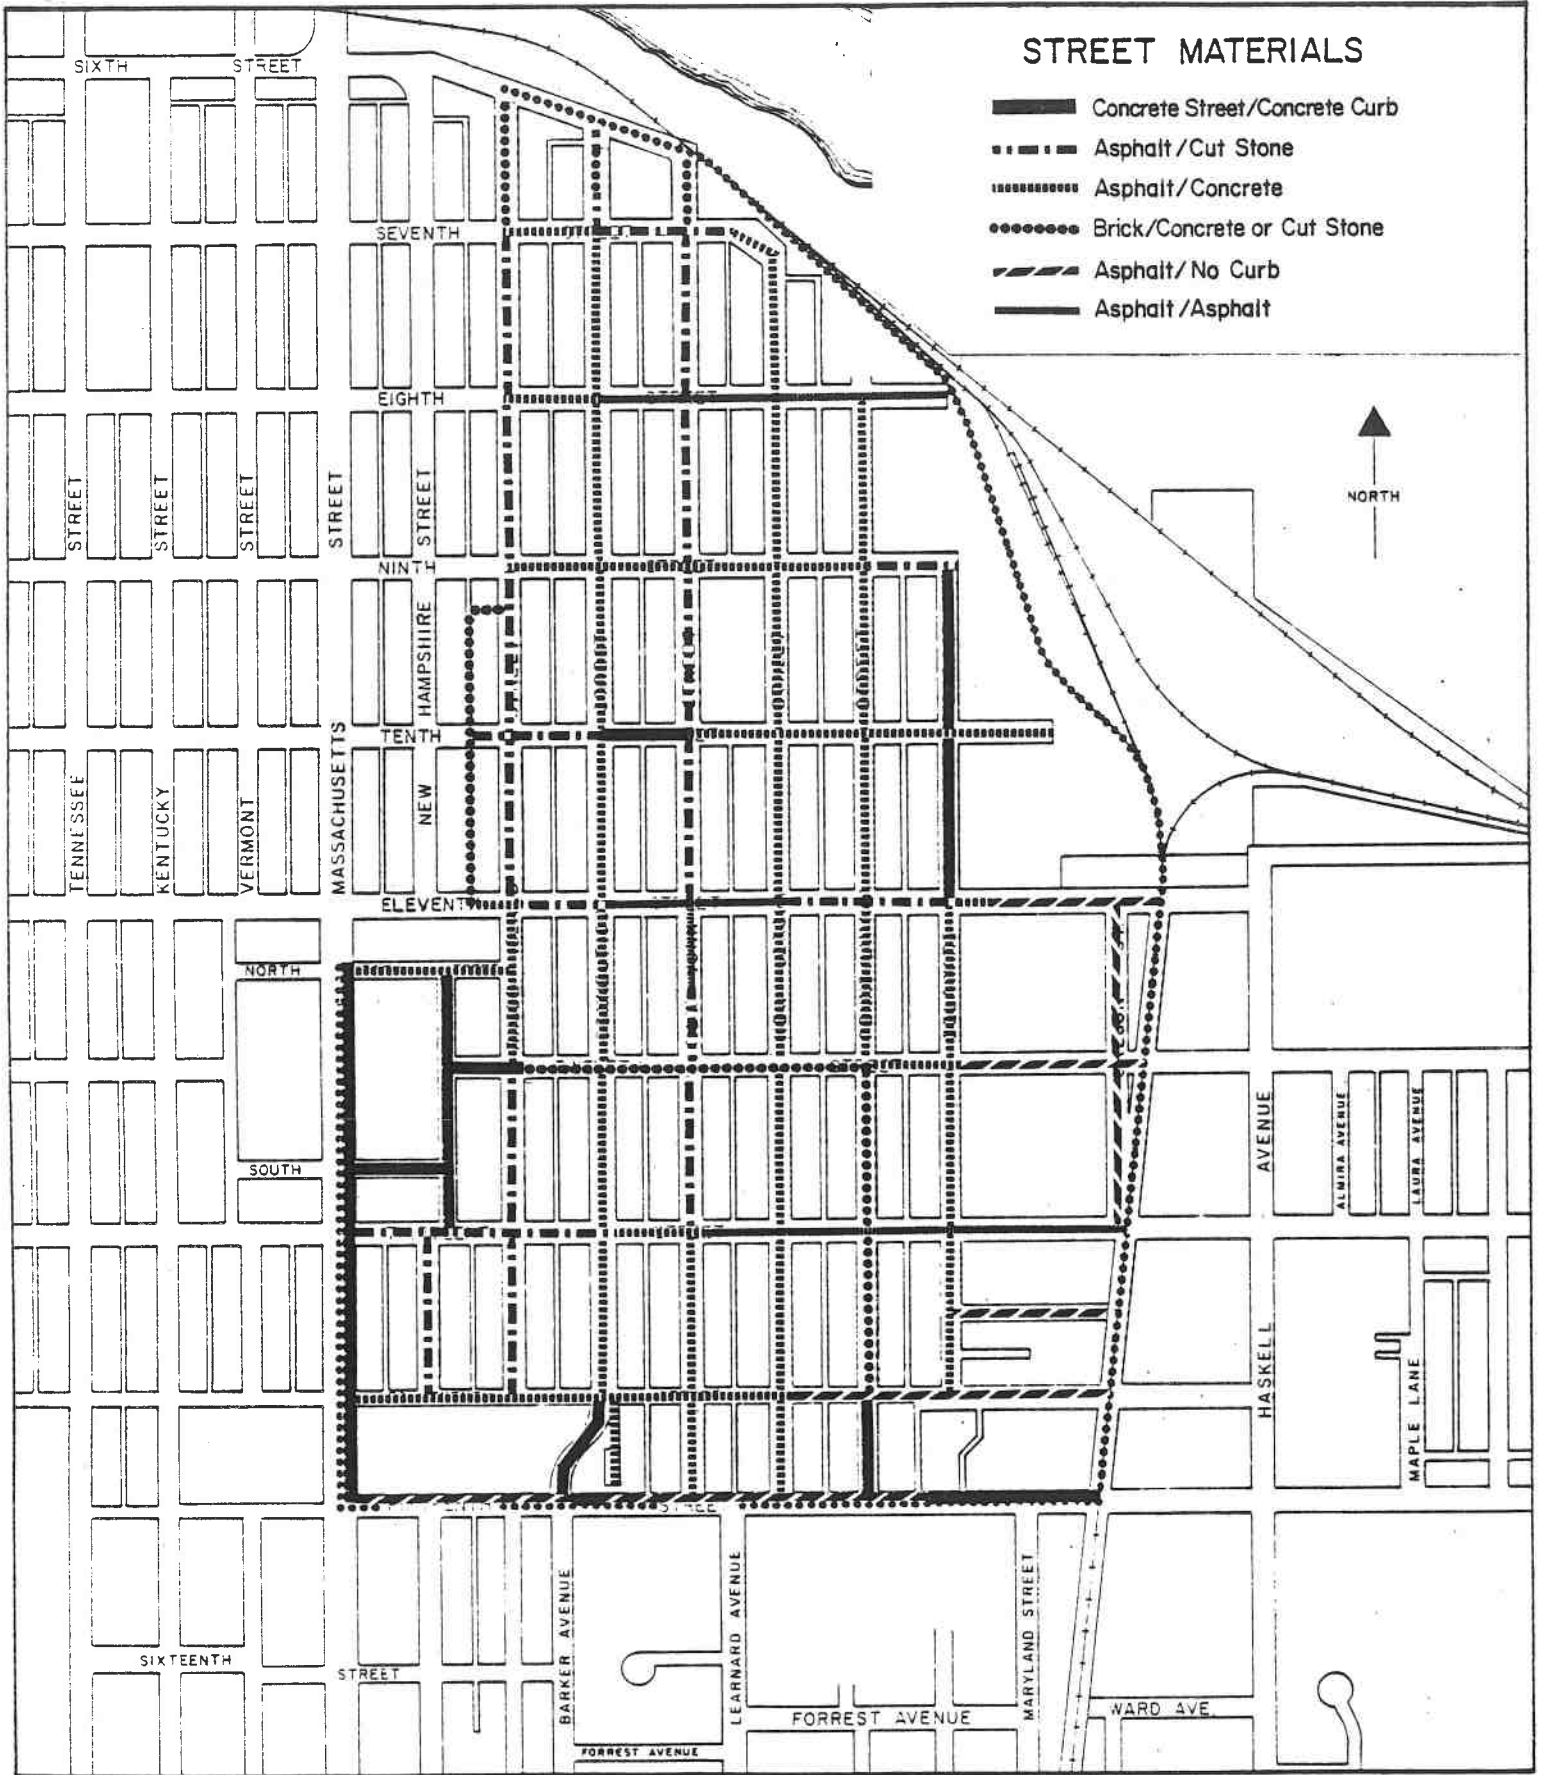 STREET MATERIALS
Concrete Street/Concrete Curb
Asphalt/Cut Stone
Asphalt/Concrete
Brick/Concrete or Cut Stone
Asphalt/No Curb
Asphalt/Asphalt
NORTH
SIXTH STREET
SEVENTH
EIGHTH
STREET
STREET
STREET
STREET
STREET
NINTH
HAMPSHIRE
NEW
TENTH
TENNESSEE
KENTUCKY
VERMONT
MASSACHUSETTS
ELEVENTH
NORTH
SOUTH
AVENUE
HASKELL
ALMIRA AVENUE
LAURA AVENUE
MAPLE LANE
STREET
SIXTEENTH STREET
BARKER AVENUE
LEARNARD AVENUE
MARYLAND STREET
FORREST AVENUE
WARD AVE.
FORREST AVENUE